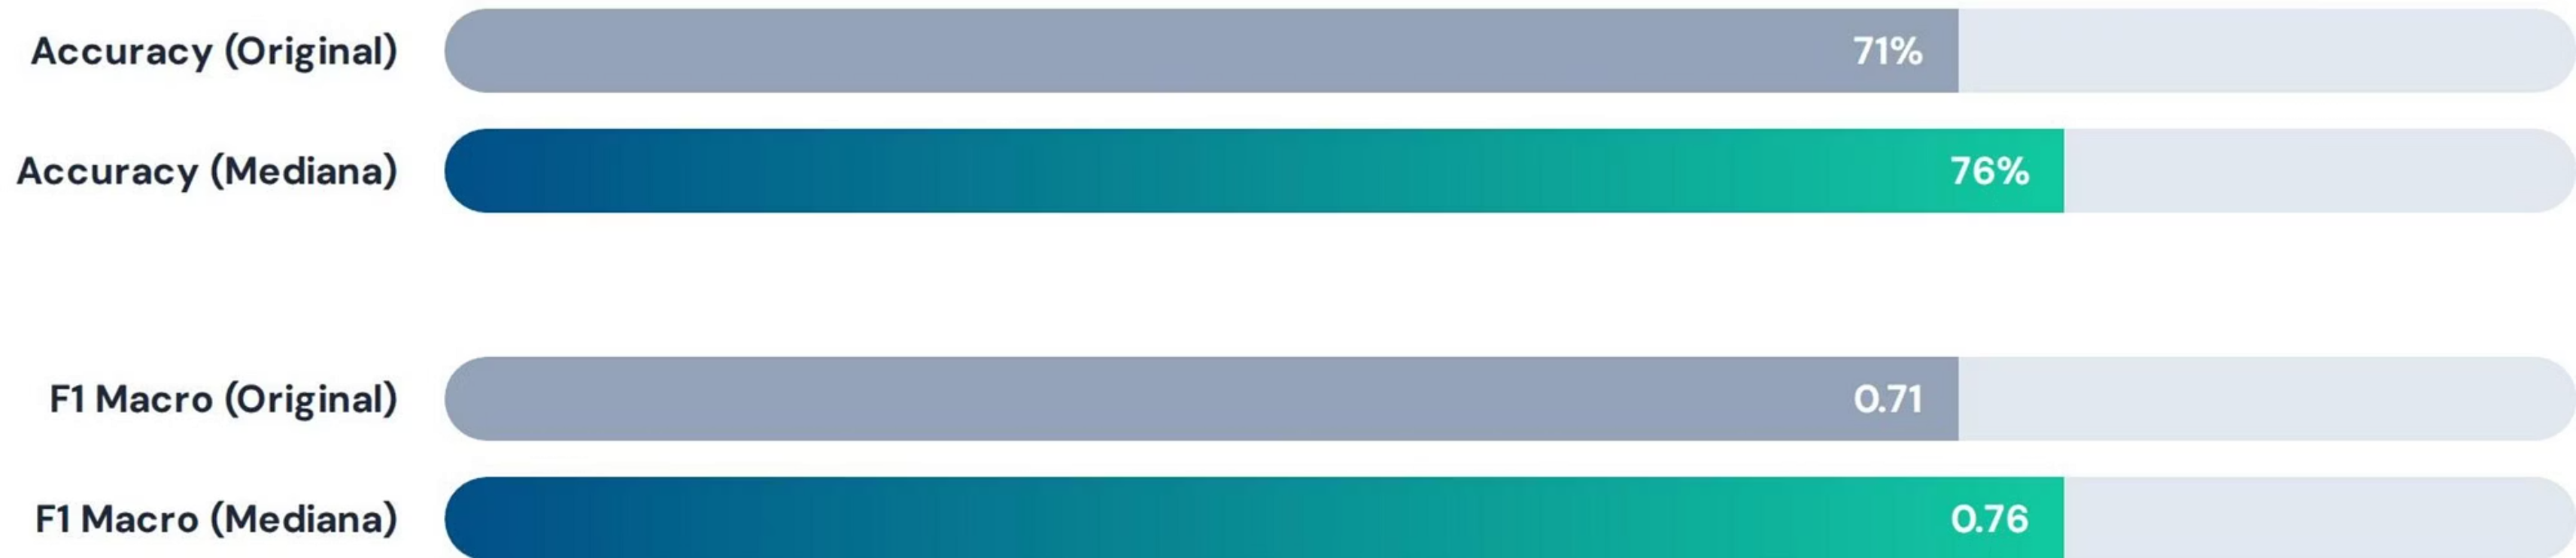 Accuracy (Original) 71%
Accuracy (Mediana) 76%
F1 Macro (Original) 0.71
F1 Macro (Mediana) 0.76